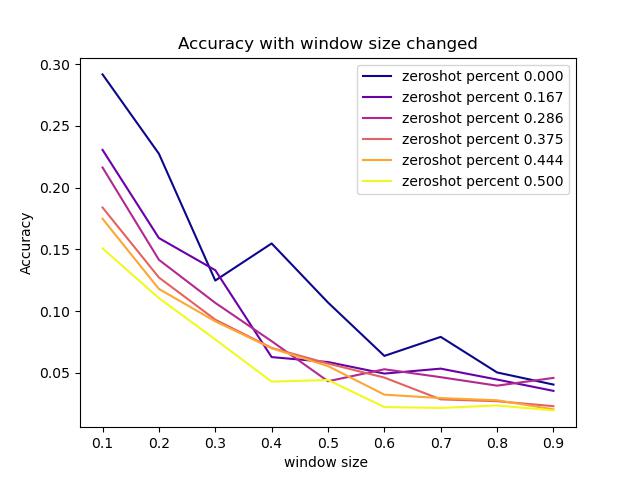 Accuracy with window size changed
zeroshot percent 0.000
zeroshot percent 0.167
zeroshot percent 0.286
zeroshot percent 0.375
zeroshot percent 0.444
zeroshot percent 0.500
0.30
0.25
0.20
0.15
0.10
0.05
Accuracy
0.1 0.2 0.3 0.4 0.5 0.6 0.7 0.8 0.9
window size